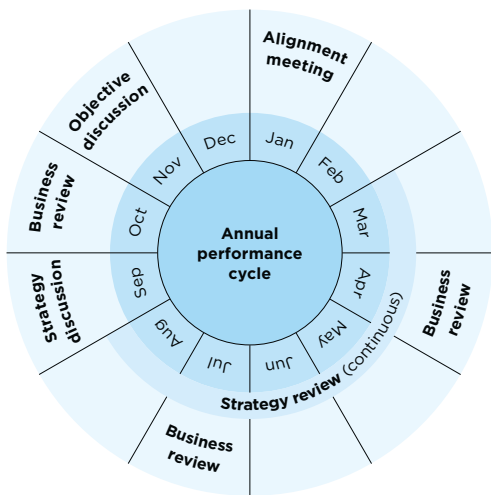 Alignment
meeting
Objective
discussion
Business
review
Strategy
discussion
Business
review
Business
review
Dec
Jan
Feb
Mar
Apr
May
Jun
Jul
Aug
Sep
Oct
Nov
Annual
performance
cycle
Strategy review (continuous)